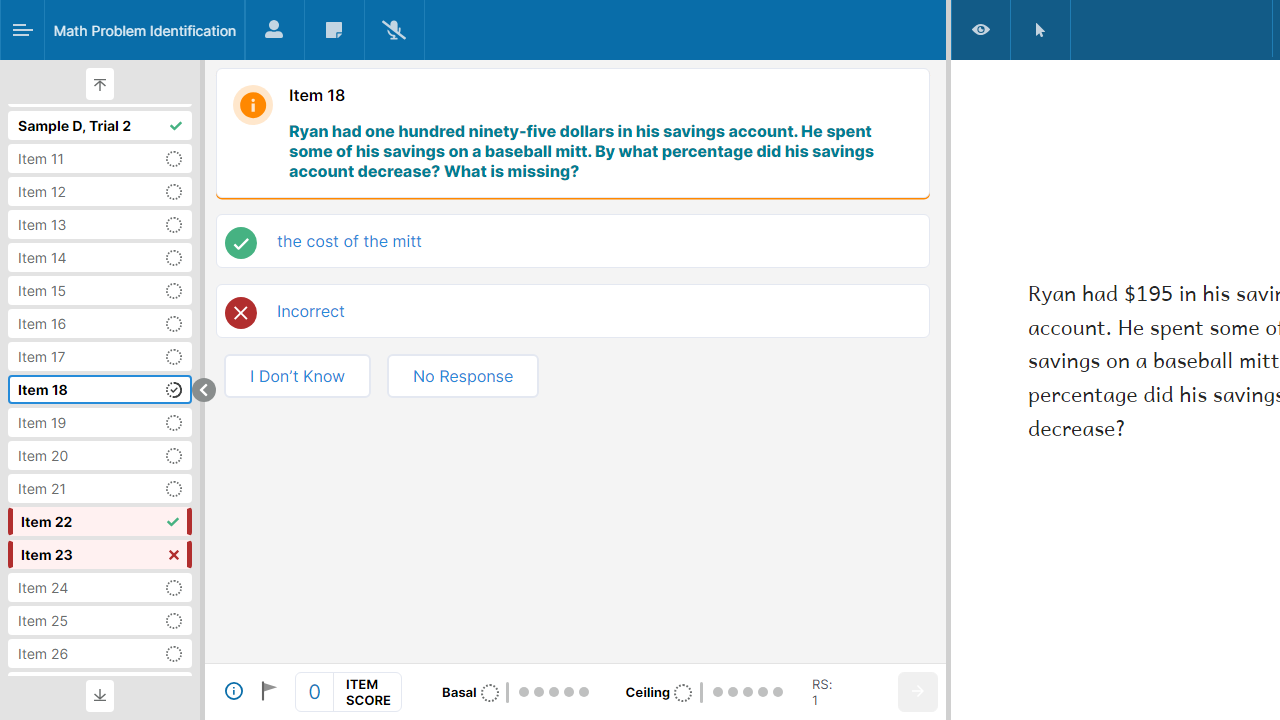 Math Problem Identification
Sample D, Trial 2
Item 11
Item 12
Item 13
Item 14
Item 15
Item 16
Item 17
Item 18
Item 19
Item 20
Item 21
Item 22
Item 23
Item 24
Item 25
Item 26
Item 18
Ryan had one hundred ninety-five dollars in his savings account. He spent
some of his savings on a baseball mitt. By what percentage did his savings
account decrease? What is missing?
the cost of the mitt
Incorrect
I Don’t Know
No Response
0
ITEM
SCORE
Basal
Ceiling
RS:
1
Ryan had $195 in his
account. He spent some
savings on a baseball mitt
percentage did his savings
decrease?